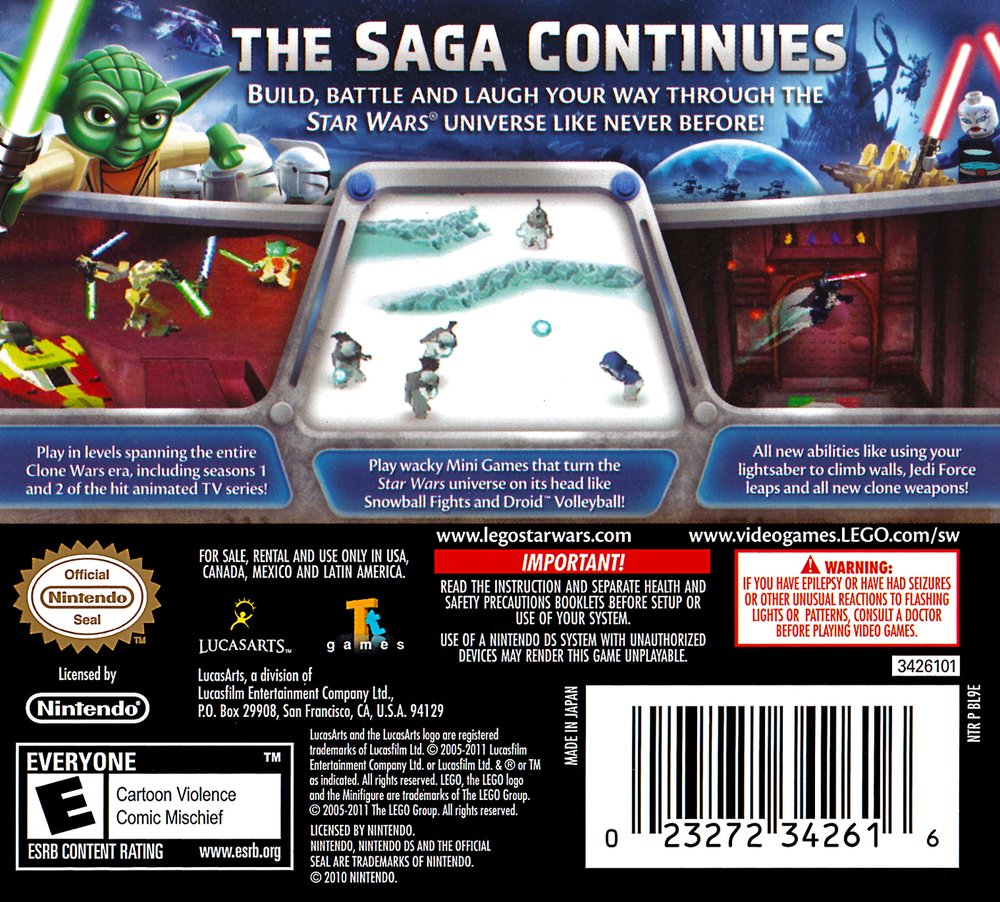 THE SAGA CONTINUES
BUILD, BATTLE AND LAUGH YOUR WAY THROUGH THE
STAR WARS® UNIVERSE LIKE NEVER BEFORE!
Play in levels spanning the entire
Clone Wars era, including seasons 1
and 2 of the hit animated TV series!
Play wacky Mini Games that turn the
Star Wars universe on its head like
Snowball Fights and Droid™ Volleyball!
All new abilities like using your
lightsaber to climb walls, Jedi Force
leaps and all new clone weapons!
www.legostarwars.com
www.videogames.LEGO.com/sw
Official
Nintendo
Seal
TM
Licensed by
Nintendo®
FOR SALE, RENTAL AND USE ONLY IN USA,
CANADA, MEXICO AND LATIN AMERICA.
LUCASARTS™
Tt
games
LucasArts, a division of
Lucasfilm Entertainment Company Ltd.,
P.O. Box 29908, San Francisco, CA, U.S.A. 94129
IMPORTANT!
READ THE INSTRUCTION AND SEPARATE HEALTH AND
SAFETY PRECAUTIONS BOOKLETS BEFORE SETUP OR
USE OF YOUR SYSTEM.
USE OF A NINTENDO DS SYSTEM WITH UNAUTHORIZED
DEVICES MAY RENDER THIS GAME UNPLAYABLE.
WARNING:
IF YOU HAVE EPILEPSY OR HAVE HAD SEIZURES
OR OTHER UNUSUAL REACTIONS TO FLASHING
LIGHTS OR PATTERNS, CONSULT A DOCTOR
BEFORE PLAYING VIDEO GAMES.
3426101
EVERYONE
TM
E
Cartoon Violence
Comic Mischief
ESRB CONTENT RATING
www.esrb.org
LucasArts and the LucasArts logo are registered
trademarks of Lucasfilm Ltd. © 2005-2011 Lucasfilm
Entertainment Company Ltd. or Lucasfilm Ltd. & ® or TM
as indicated. All rights reserved. LEGO, the LEGO logo
and the Minifigure are trademarks of The LEGO Group.
© 2005-2011 The LEGO Group. All rights reserved.
LICENSED BY NINTENDO.
NINTENDO, NINTENDO DS AND THE OFFICIAL
SEAL ARE TRADEMARKS OF NINTENDO.
© 2010 NINTENDO.
MADE IN JAPAN
NTR P BL9E
0 23272 34261 6